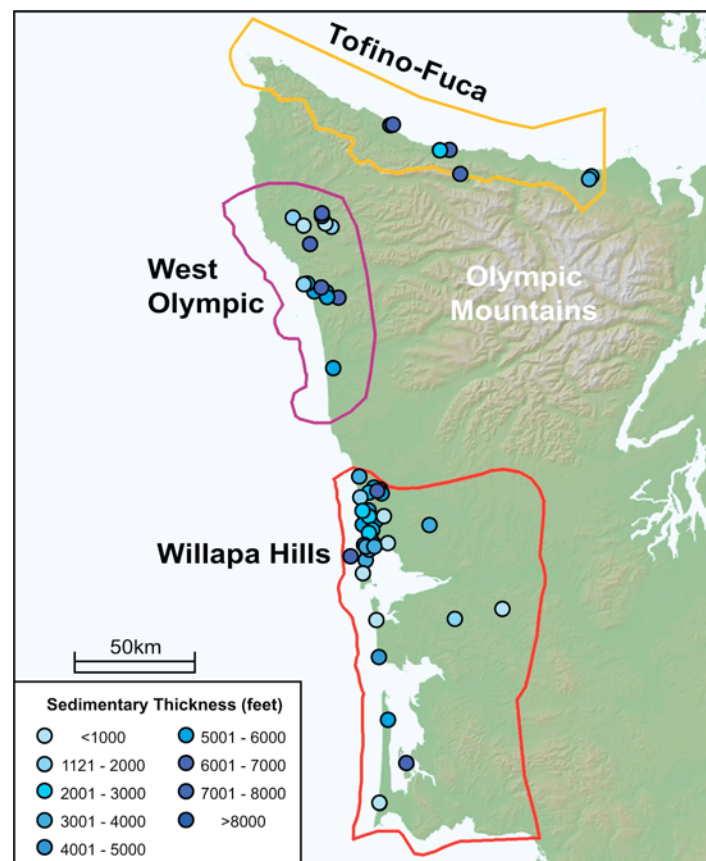 Tofino-Fuca
West
Olympic
Olympic
Mountains
Willapa Hills
50km
Sedimentary Thickness (feet)
<1000
5001 - 6000
1121 - 2000
6001 - 7000
2001 - 3000
7001 - 8000
3001 - 4000
>8000
4001 - 5000